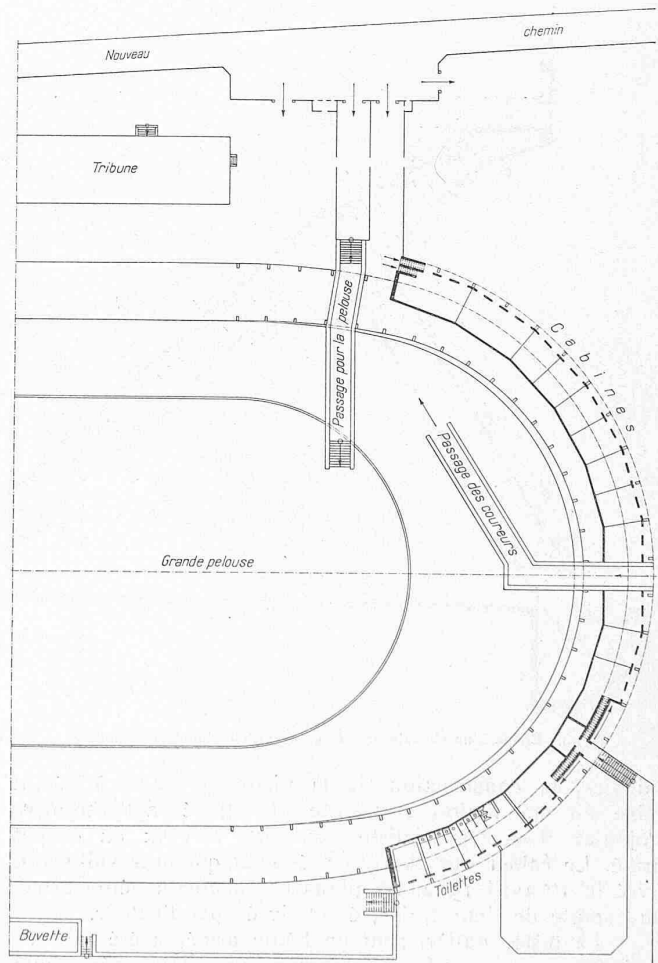 Nouveau
chemin
Tribune
Passage pour la pelouse
Cabines
Passage des coureurs
Grande pelouse
Toilettes
Buvette